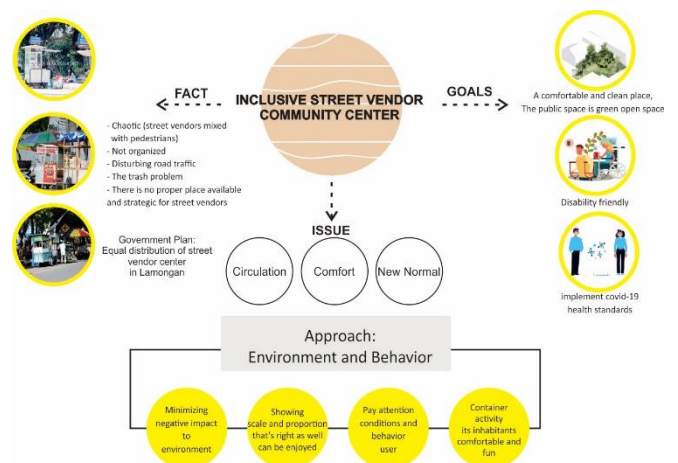 INCLUSIVE STREET VENDOR
COMMUNITY CENTER
FACT
- Chaotic (street vendors mixed
with pedestrians)
- Not organized
- Disturbing road traffic
- The trash problem
- There is no proper place available
and strategic for street vendors
Government Plan:
Equal distribution of street
vendor center
in Lamongan
GOALS
A comfortable and clean place,
The public space is green open space
Disability friendly
implement covid-19
health standards
ISSUE
Circulation
Comfort
New Normal
Approach:
Environment and Behavior
Minimizing
negative impact
to
environment
Showing
scale and proportion
that's right as well
can be enjoyed
Pay attention
conditions and
behavior
user
Container
activity
its inhabitants
comfortable and
fun